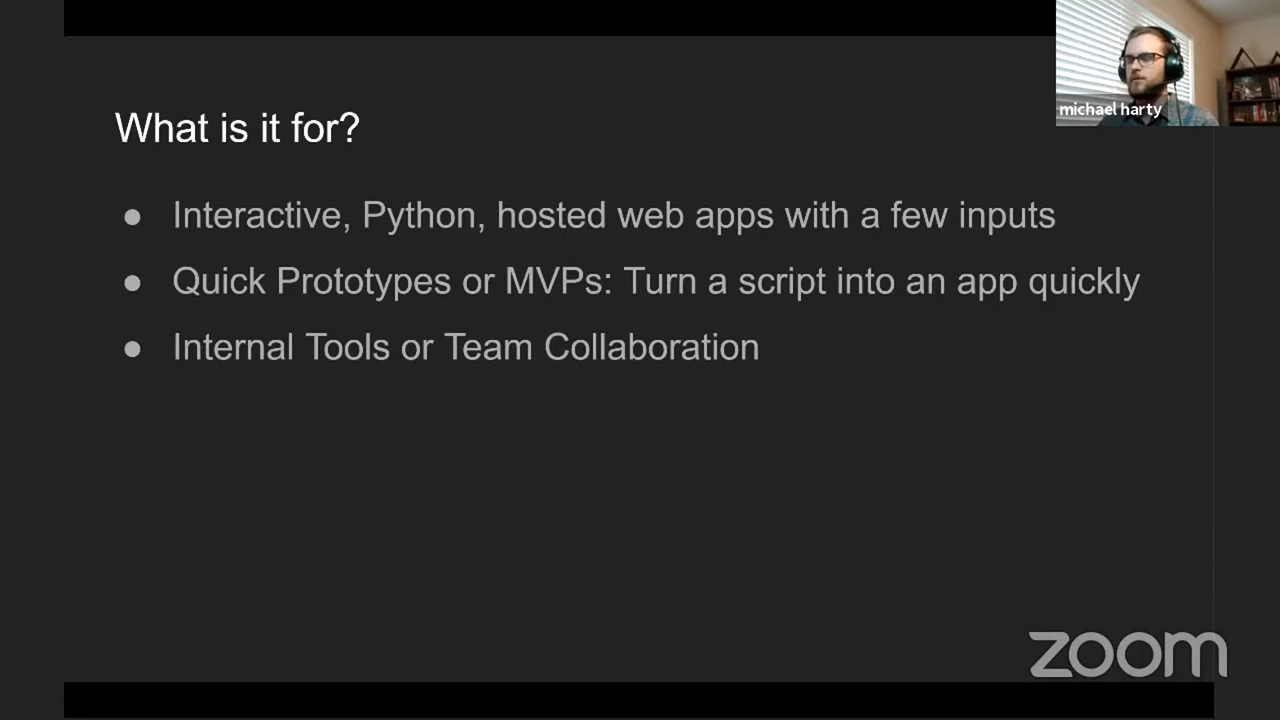 michael harty
What is it for?
● Interactive, Python, hosted web apps with a few inputs
● Quick Prototypes or MVPs: Turn a script into an app quickly
● Internal Tools or Team Collaboration
zoom